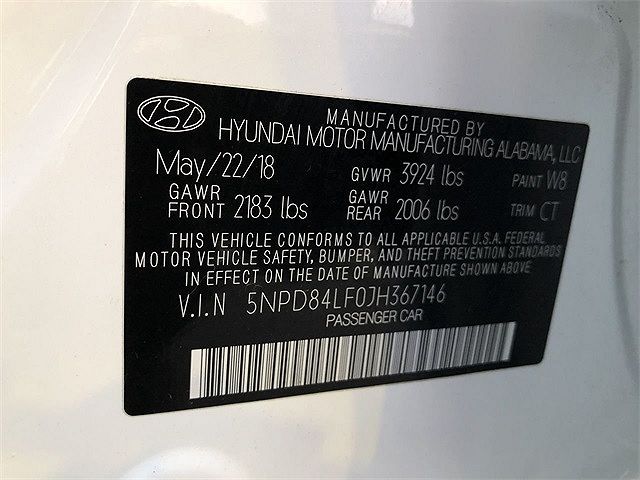 MANUFACTURED BY
HYUNDAI MOTOR MANUFACTURING ALABAMA, LLC
May/22/18 GVWR 3924 lbs PAINT W8
GAWR FRONT 2183 lbs GAWR REAR 2006 lbs TRIM CT
THIS VEHICLE CONFORMS TO ALL APPLICABLE U.S.A. FEDERAL
MOTOR VEHICLE SAFETY, BUMPER, AND THEFT PREVENTION STANDARDS
IN EFFECT ON THE DATE OF MANUFACTURE SHOWN ABOVE
V.I.N 5NPD84LF0JH367146
PASSENGER CAR